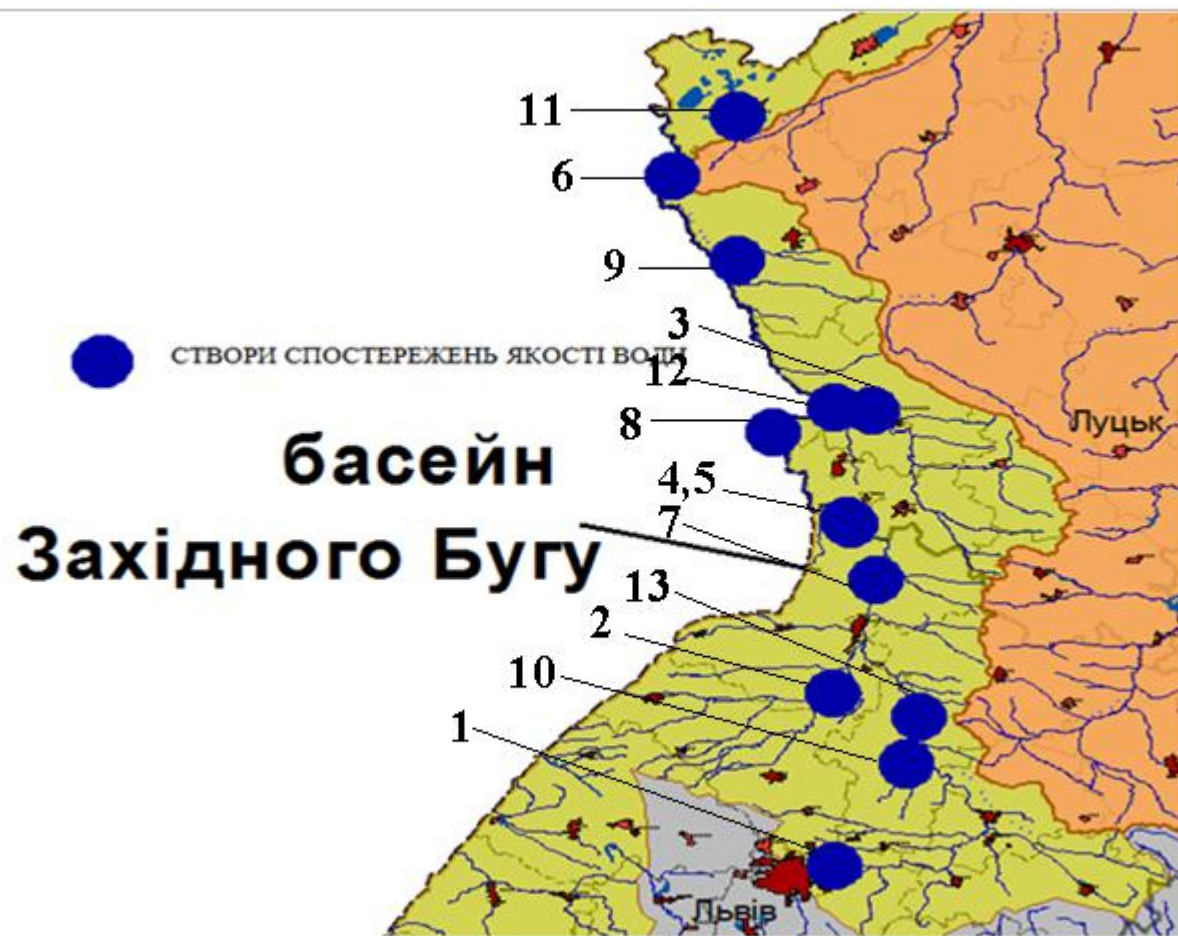 11
6
9
3
СТВОРИ СПОСТЕРЕЖЕНЬ ЯКОСТІ ВОДИ
12
8
Луцьк
басейн
4,5
7
Західного Бугу
13
2
10
1
Львів